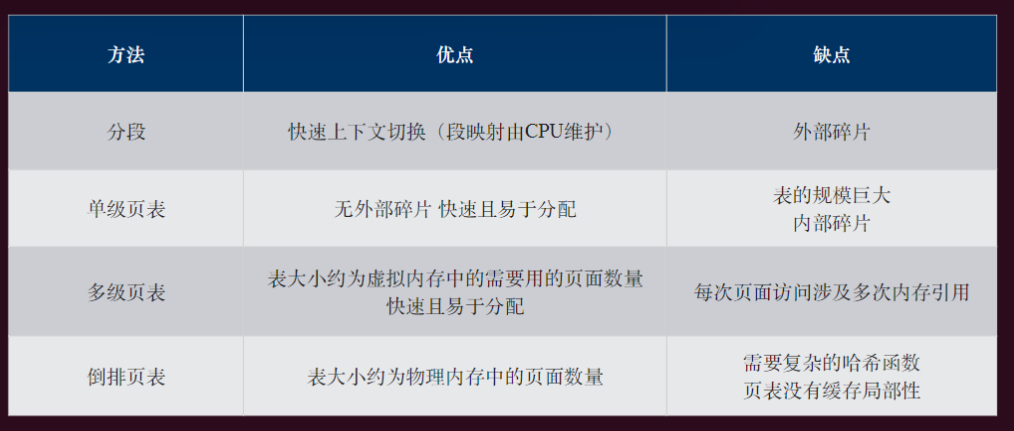 方法 优点 缺点
分段 快速上下文切换（段映射由CPU维护） 外部碎片
单级页表 无外部碎片 快速且易于分配 表的规模巨大
内部碎片
多级页表 表大小约为虚拟内存中的需要用的页面数量
快速且易于分配 每次页面访问涉及多次内存引用
倒排页表 表大小约为物理内存中的页面数量 需要复杂的哈希函数
页表没有缓存局部性